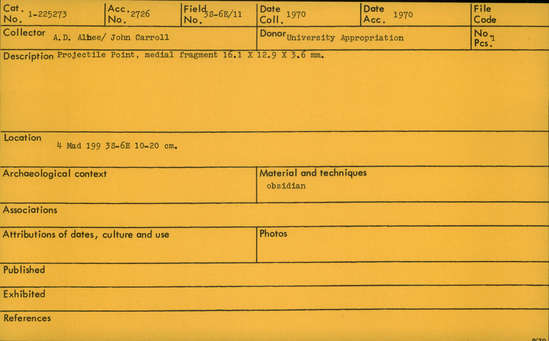 Cat. No. 1-225273 Acc. No. 2726 Field No. 3S-6E/11 Date Coll. 1970 Date Acc. 1970 File Code
Collector A.D. Albee/ John Carroll Donor University Appropriation No. Pcs. 1
Description Projectile Point, medial fragment 16.1 X 12.9 X 3.6 mm.
Location 4 Mad 199 3S-6E 10-20 cm.
Archaeological context Material and techniques
obsidian
Associations
Attributions of dates, culture and use Photos
Published
Exhibited
References